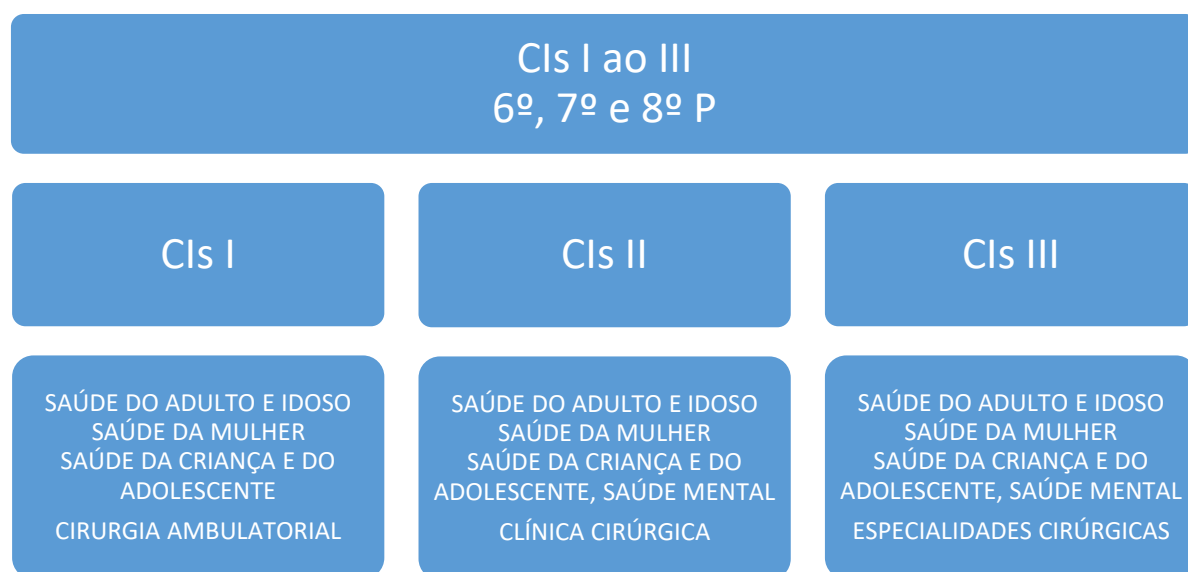 CIs I ao III
6º, 7º e 8º P
CIs I
CIs II
CIs III
SAÚDE DO ADULTO E IDOSO
SAÚDE DA MULHER
SAÚDE DA CRIANÇA E DO
ADOLESCENTE
CIRURGIA AMBULATORIAL
SAÚDE DO ADULTO E IDOSO
SAÚDE DA MULHER
SAÚDE DA CRIANÇA E DO
ADOLESCENTE, SAÚDE MENTAL
CLÍNICA CIRÚRGICA
SAÚDE DO ADULTO E IDOSO
SAÚDE DA MULHER
SAÚDE DA CRIANÇA E DO
ADOLESCENTE, SAÚDE MENTAL
ESPECIALIDADES CIRÚRGICAS